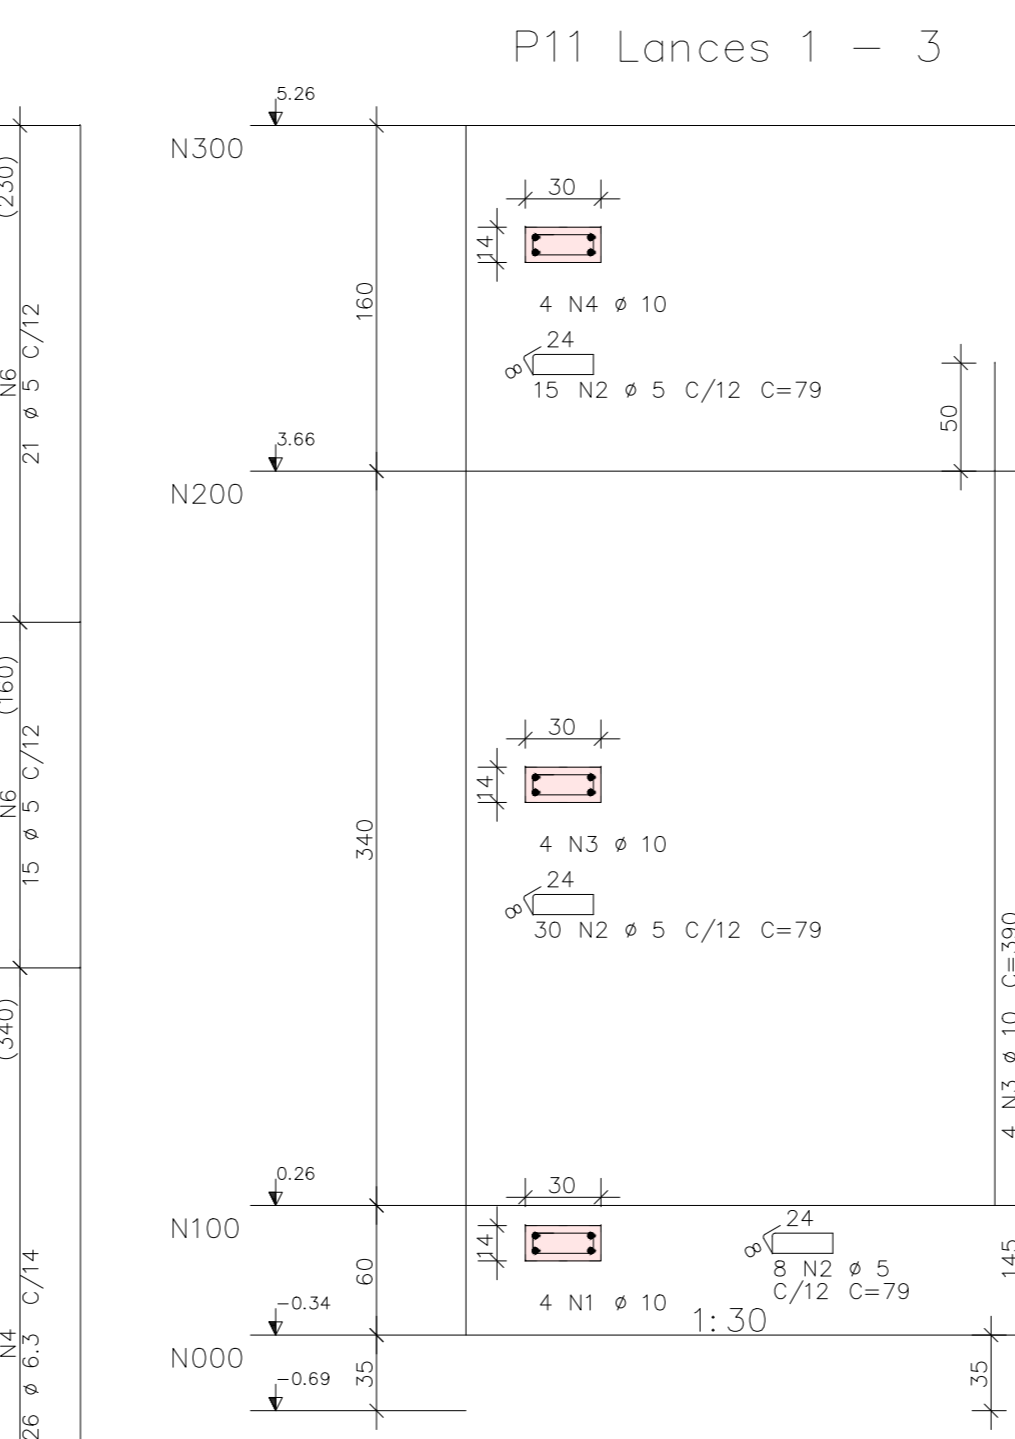 P11 Lances 1 - 3
5.26
N300
(230)
N6
21 ø 5 C/12
160
30
14
4 N4 ø 10
24
8
15 N2 ø 5 C/12 C=79
50
3.66
N200
(160)
N6
15 ø 5 C/12
340
30
14
4 N3 ø 10
24
8
30 N2 ø 5 C/12 C=79
4 N3 ø 10 C=390
(340)
N4
26 ø 6.3 C/14
0.26
N100
60
30
14
4 N1 ø 10
24
8
8 N2 ø 5
C/12 C=79
145
1:30
-0.34
N000
35
35
-0.69